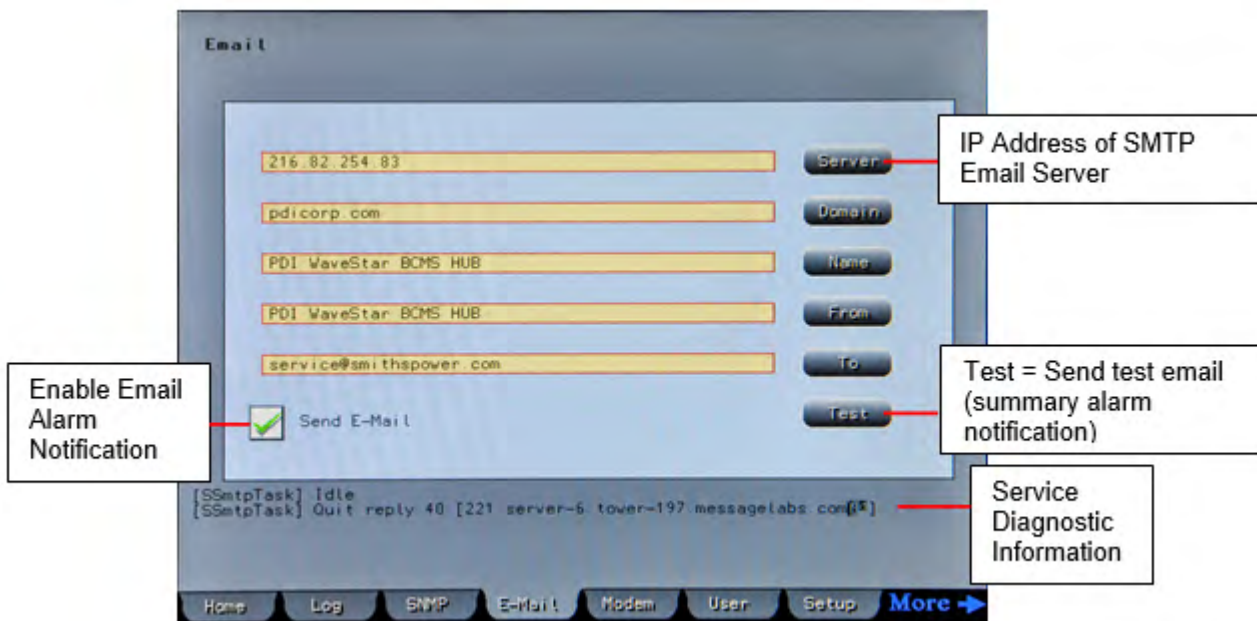 Email
216.82.254.83
Server
IP Address of SMTP
Email Server
pdicorp.com
Domain
PDI WaveStar BCMS HUB
Name
PDI WaveStar BCMS HUB
From
service@smithspower.com
To
Enable Email
Alarm
Notification
Send E-Mail
Test
Test = Send test email
(summary alarm
notification)
[SSmtpTask] Idle
[SSmtpTask] Quit reply 40 [221 server-6.tower-197.messagelabs.com
Service
Diagnostic
Information
Home
Log
SNMP
E-Mail
Modem
User
Setup
More